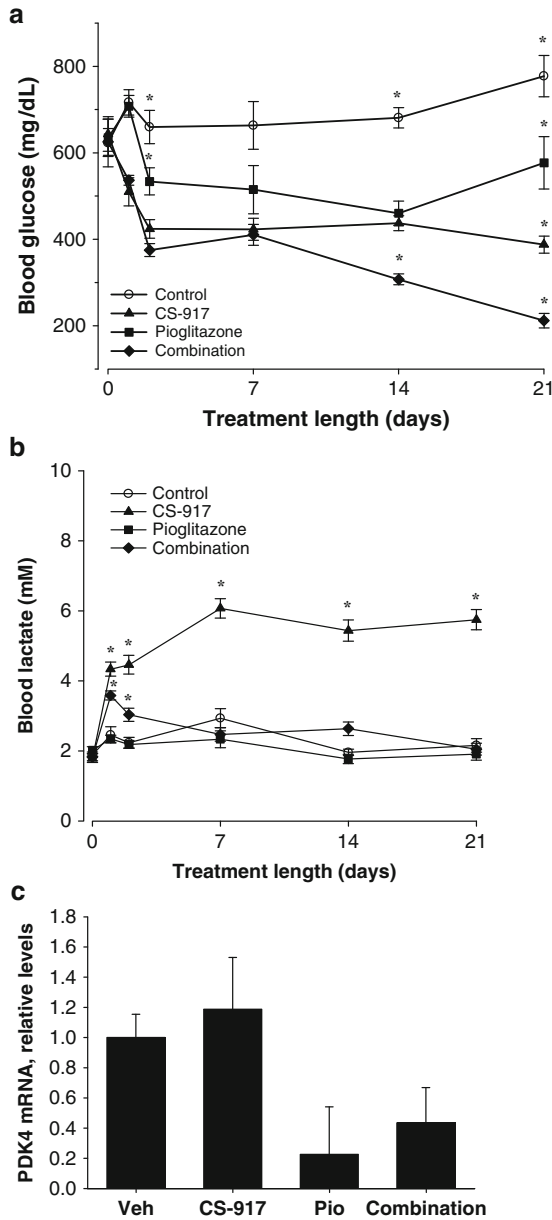 a
Blood glucose (mg/dL)
800
600
400
200
* * *
* *
*
* *
Control
CS-917
Pioglitazone
Combination
0 7 14 21
Treatment length (days)
b
Blood lactate (mM)
10
8
6
4
2
0
Control
CS-917
Pioglitazone
Combination
* * *
* *
* *
0 7 14 21
Treatment length (days)
c
PDK4 mRNA, relative levels
1.8
1.6
1.4
1.2
1.0
0.8
0.6
0.4
0.2
0.0
Veh CS-917 Pio Combination